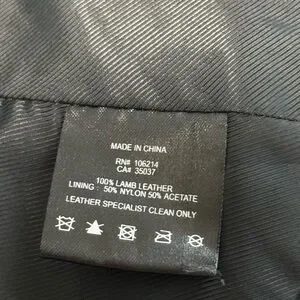 MADE IN CHINA
RN# 106214
CA# 35037
100% LAMB LEATHER
LINING : 50% NYLON 50% ACETATE
LEATHER SPECIALIST CLEAN ONLY